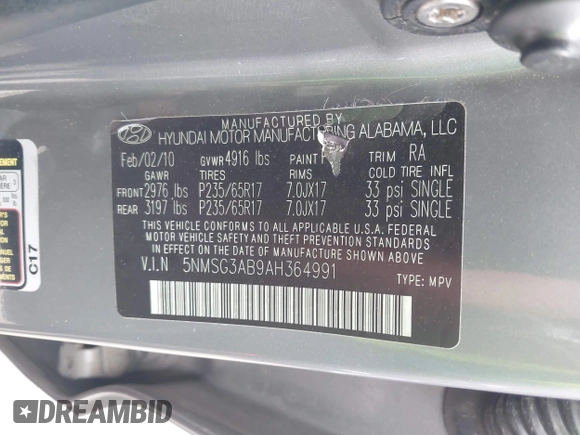 MANUFACTURED BY
HYUNDAI MOTOR MANUFACTURING ALABAMA, LLC
Feb/02/10 GVWR 4916 lbs PAINT TRIM RA
GAWR TIRES RIMS COLD TIRE INFL
FRONT 2976 lbs P235/65R17 7.0JX17 33 psi SINGLE
REAR 3197 lbs P235/65R17 7.0JX17 33 psi SINGLE
THIS VEHICLE CONFORMS TO ALL APPLICABLE U.S.A. FEDERAL
MOTOR VEHICLE SAFETY, BUMPER, AND THEFT PREVENTION
STANDARDS IN EFFECT ON THE DATE OF MANUFACTURE SHOWN ABOVE
V.I.N 5NMSG3AB9AH364991
TYPE: MPV
C17
DREAMBID